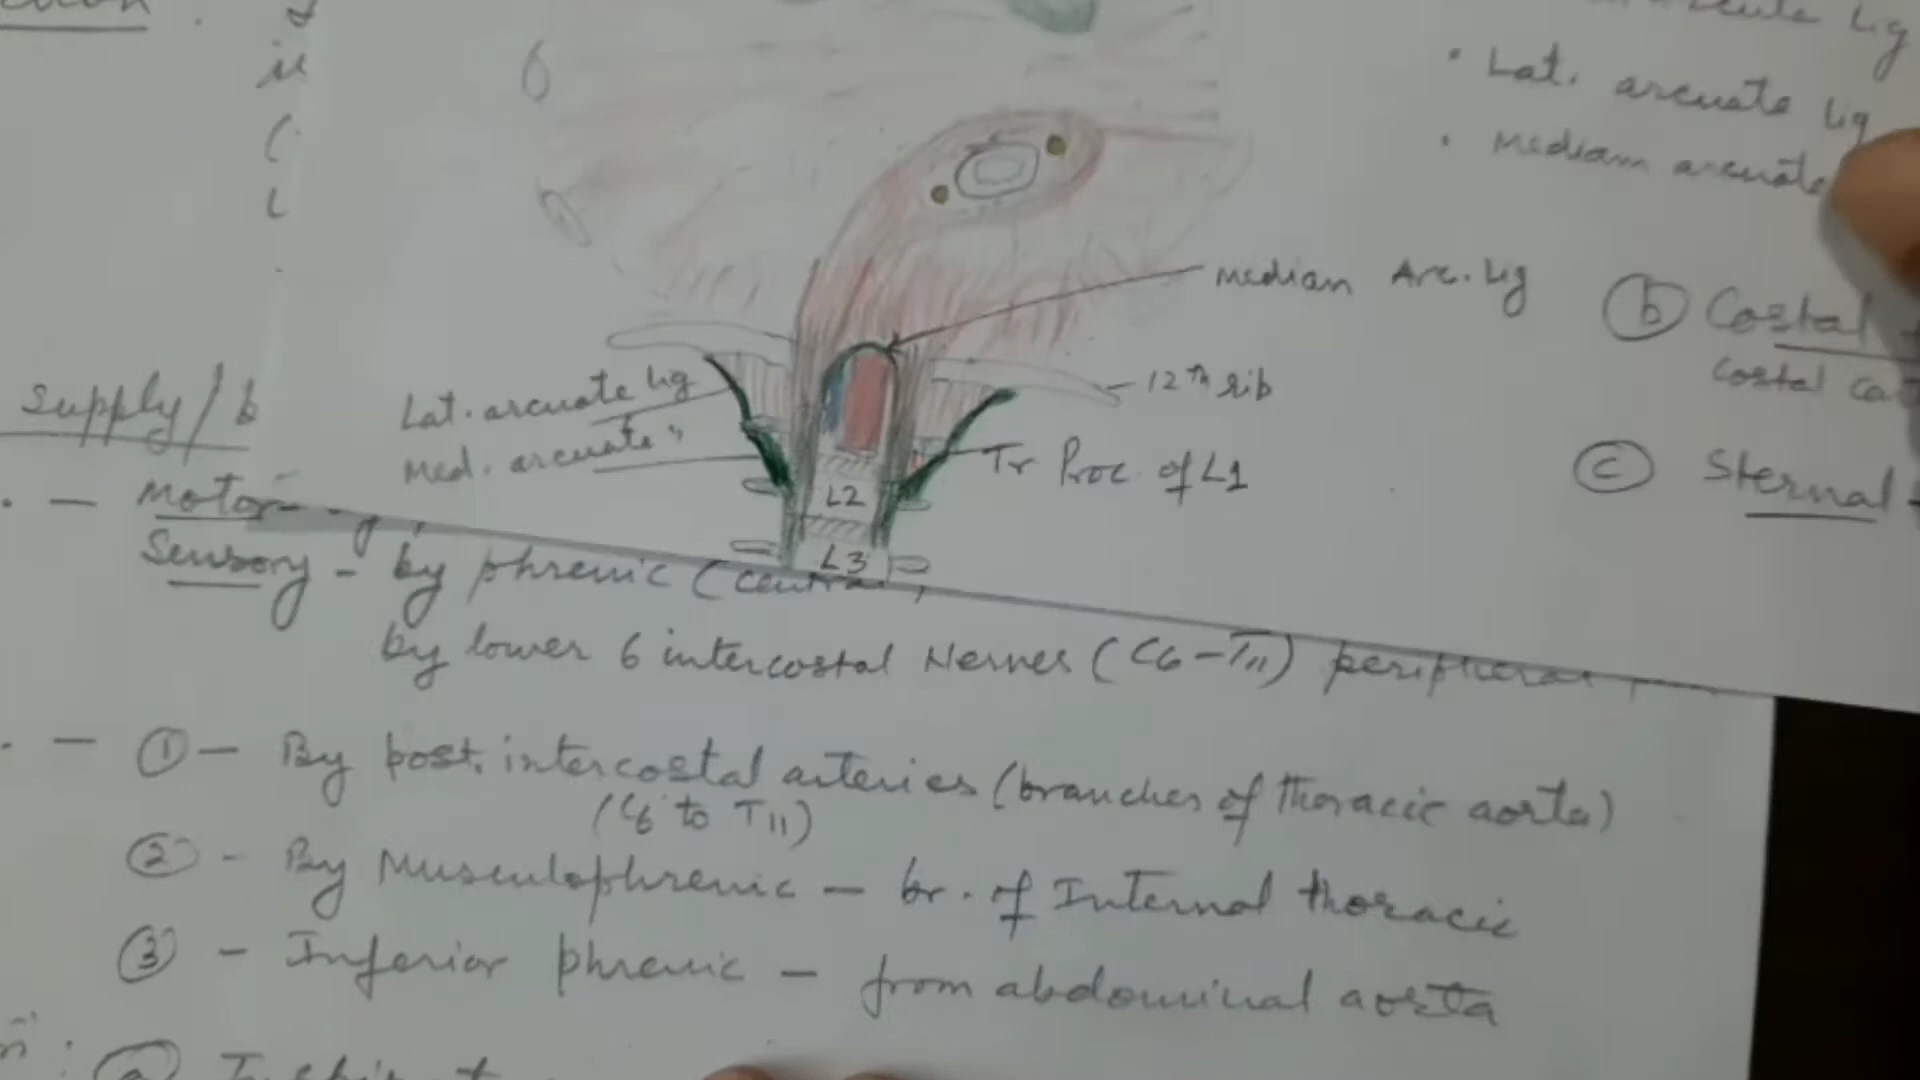 Lig
Lat. arcuate Lig
Median arcuate
Median Arc. Lig
(b) Costal
Costal
12th rib
Lat. arcuate lig
Med. arcuate "
Tr Proc. of L1
(c) Sternal
Supply/
L2
L3
. — Motor
Sensory - by phrenic (
by lower 6 intercostal Nerves (C6-T11)
. — (1) - By post. intercostal arteries (branches of thoracic aorta)
(C6 to T11)
(2) - By Musculophrenic - br. of Internal thoracic
(3) - Inferior phrenic - from abdominal aorta